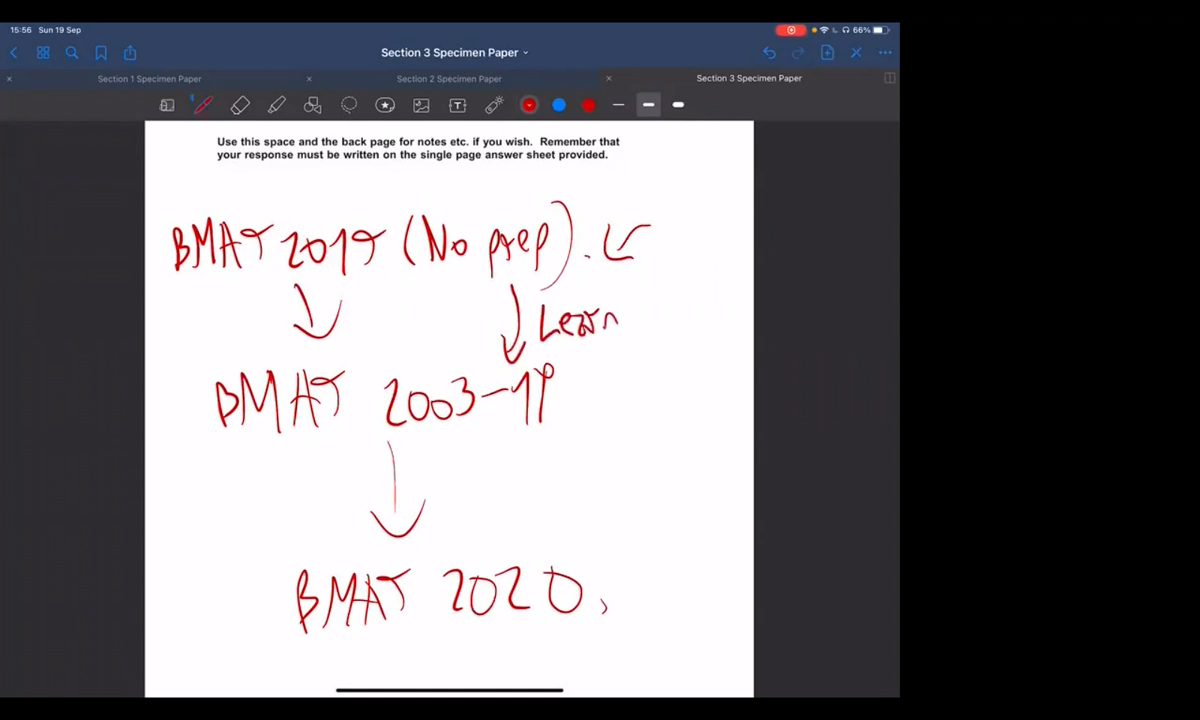 15:56 Sun 19 Sep 66%
Section 3 Specimen Paper
Section 1 Specimen Paper Section 2 Specimen Paper Section 3 Specimen Paper
Use this space and the back page for notes etc. if you wish. Remember that
your response must be written on the single page answer sheet provided.
BMAT 2019 (No prep).
Learn
BMAT 2003-19
BMAT 2020,